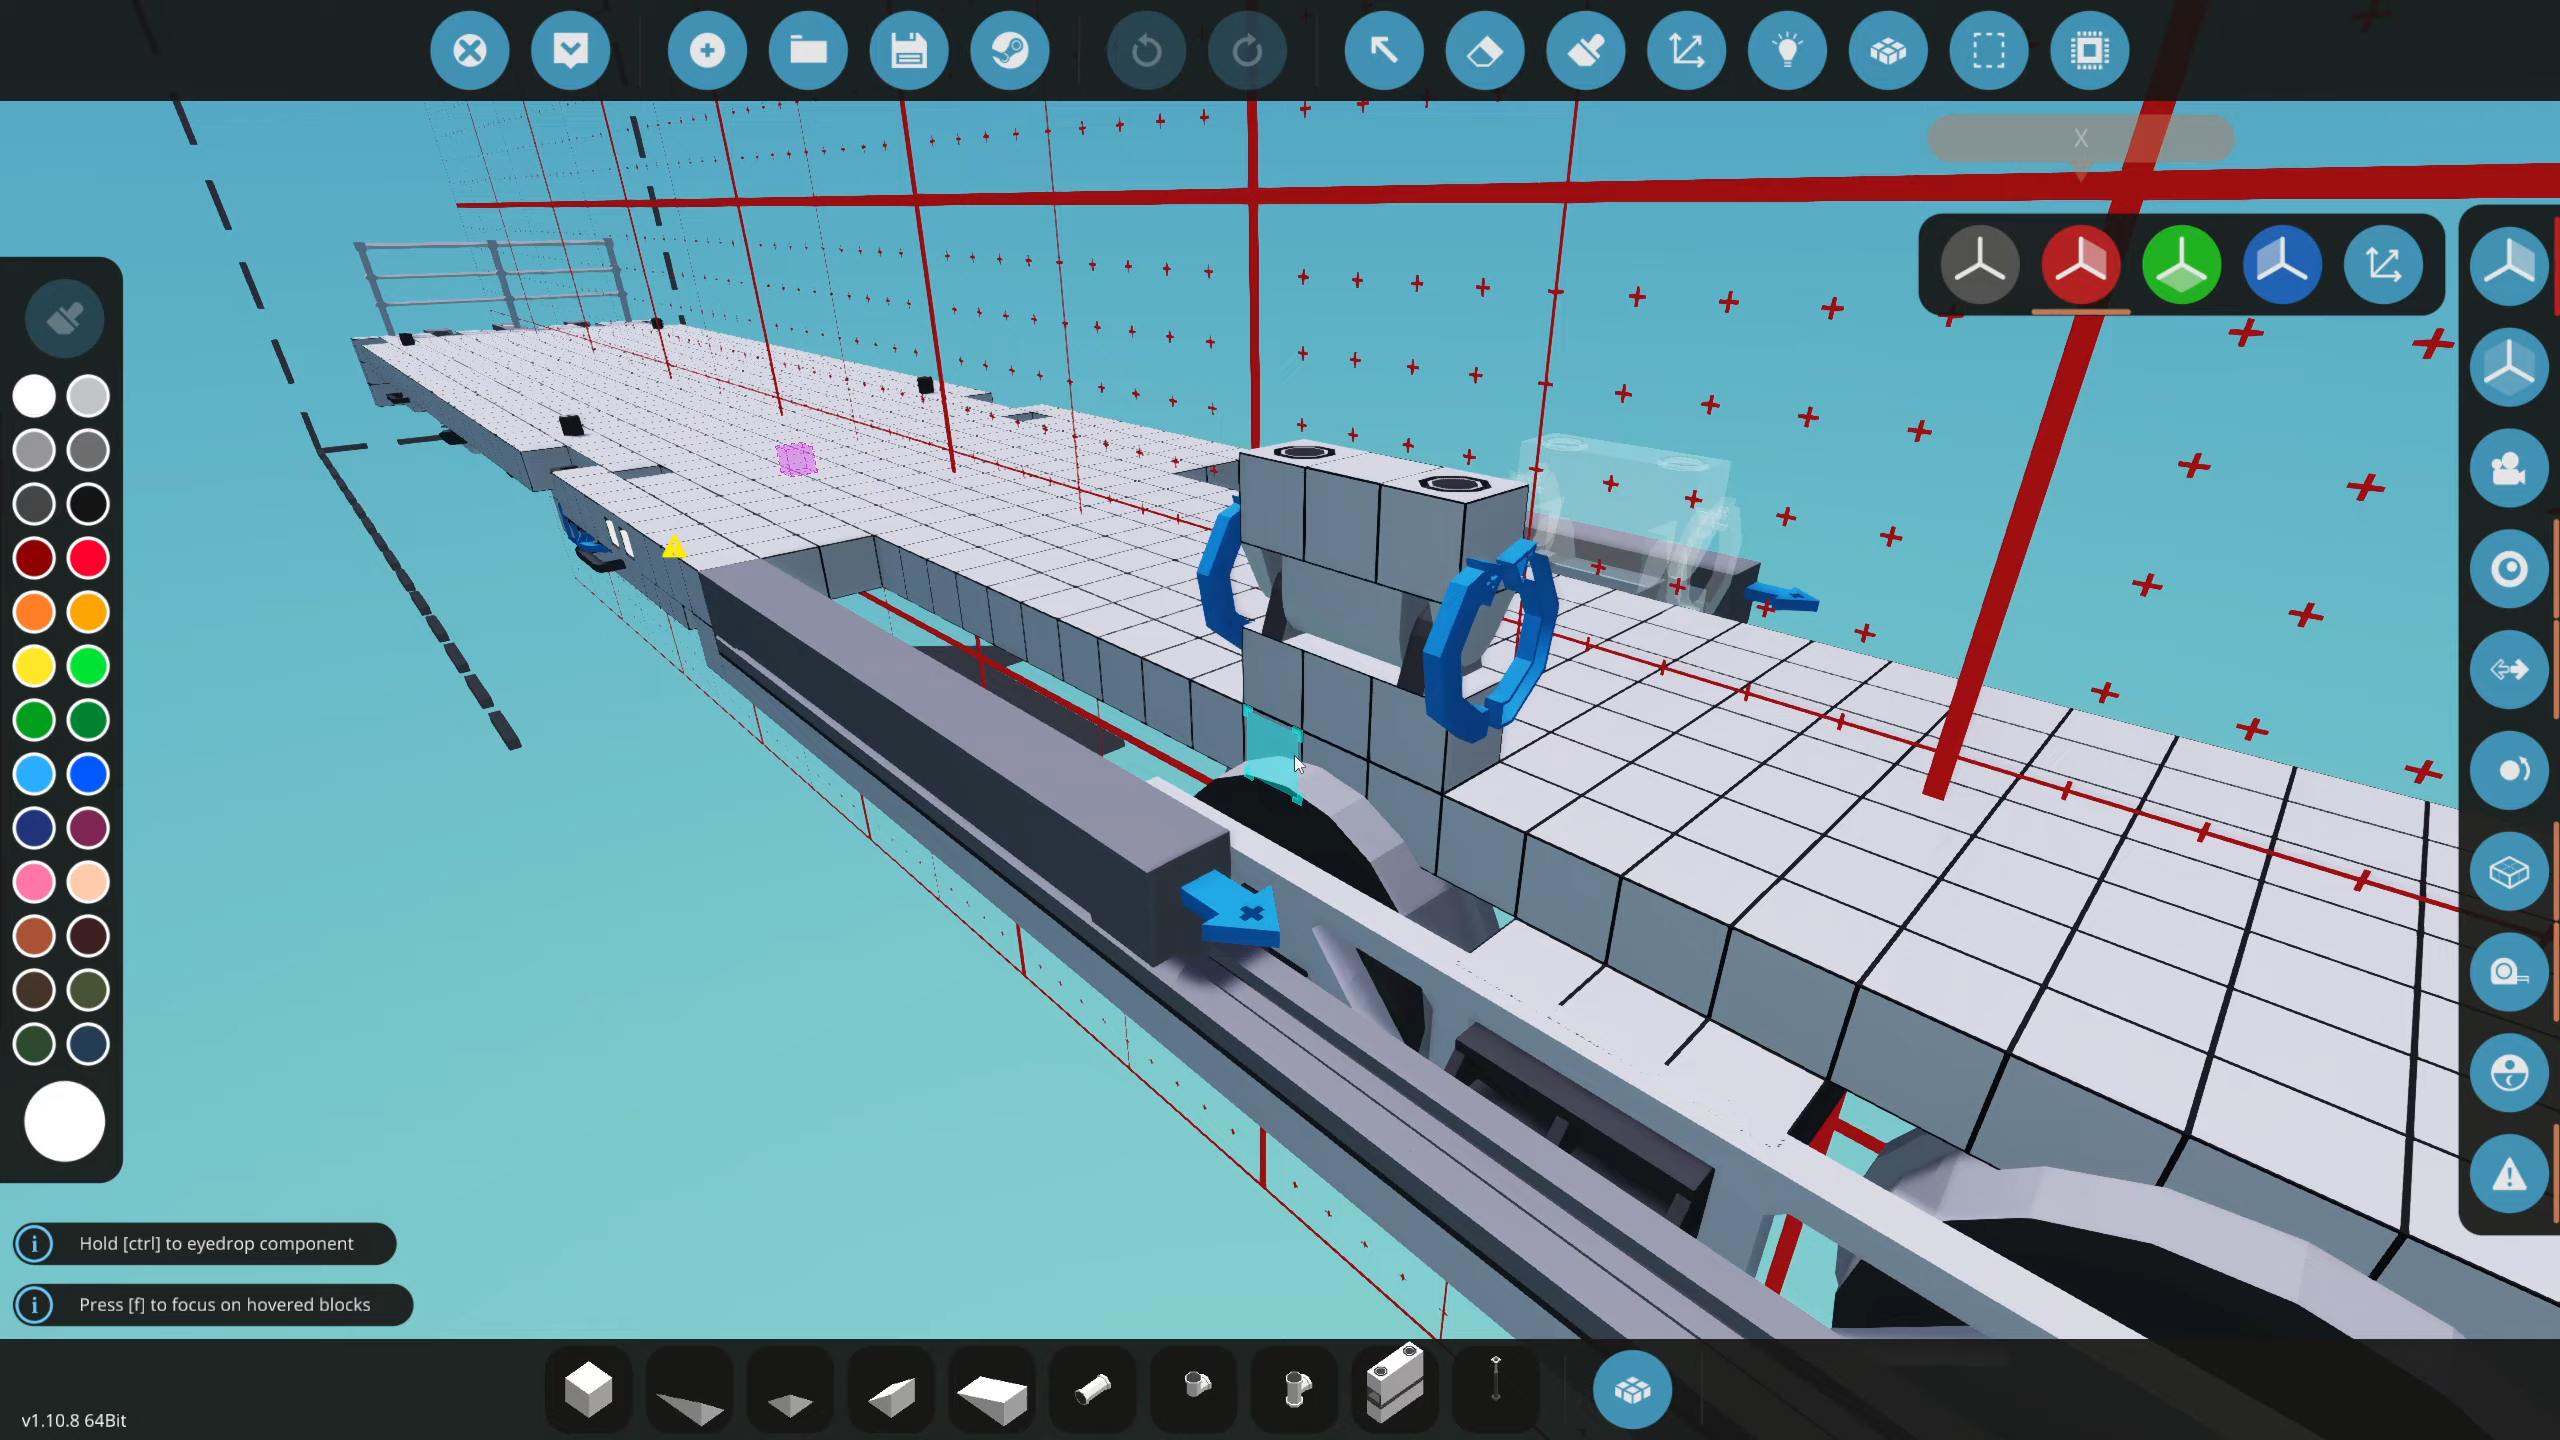 X
Hold [ctrl] to eyedrop component
Press [f] to focus on hovered blocks
v1.10.8 64Bit